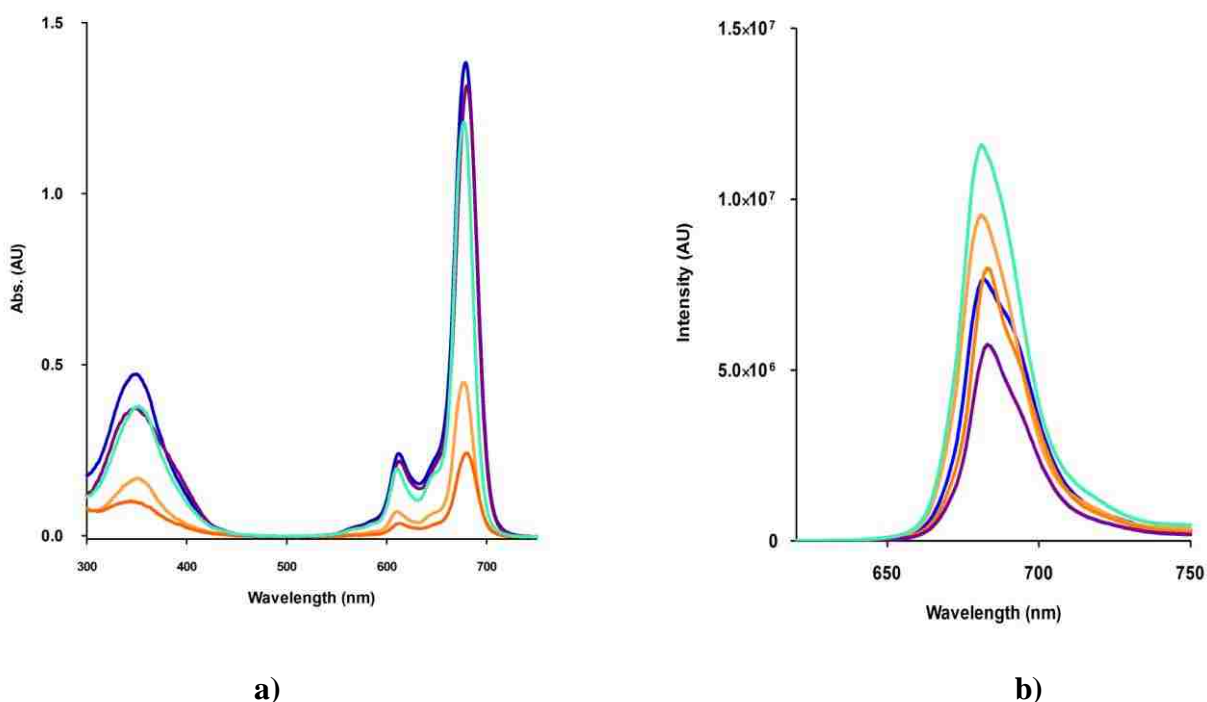 1.5
1.0
0.5
0.0
Abs. (AU)
300 400 500 600 700
Wavelength (nm)
a)
1.5×10⁷
1.0×10⁷
5.0×10⁶
0
Intensity (AU)
650 700 750
Wavelength (nm)
b)